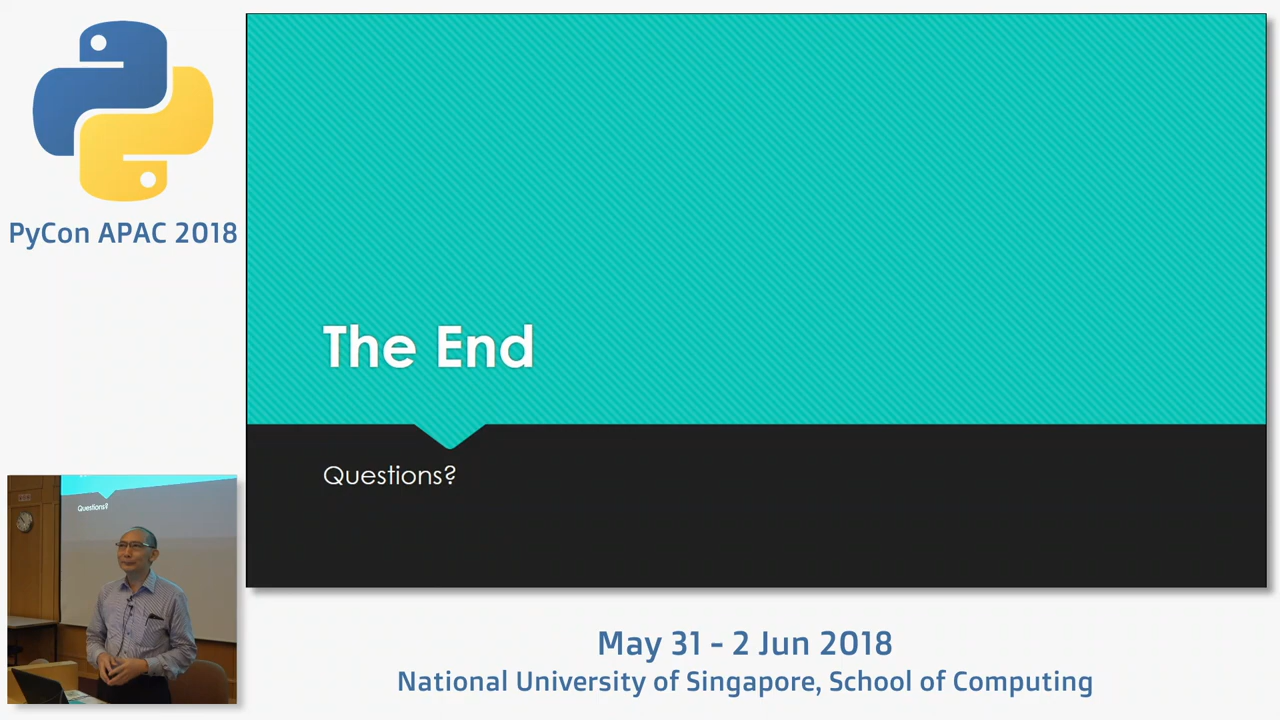 PyCon APAC 2018
The End
Questions?
Questions?
May 31 - 2 Jun 2018
National University of Singapore, School of Computing